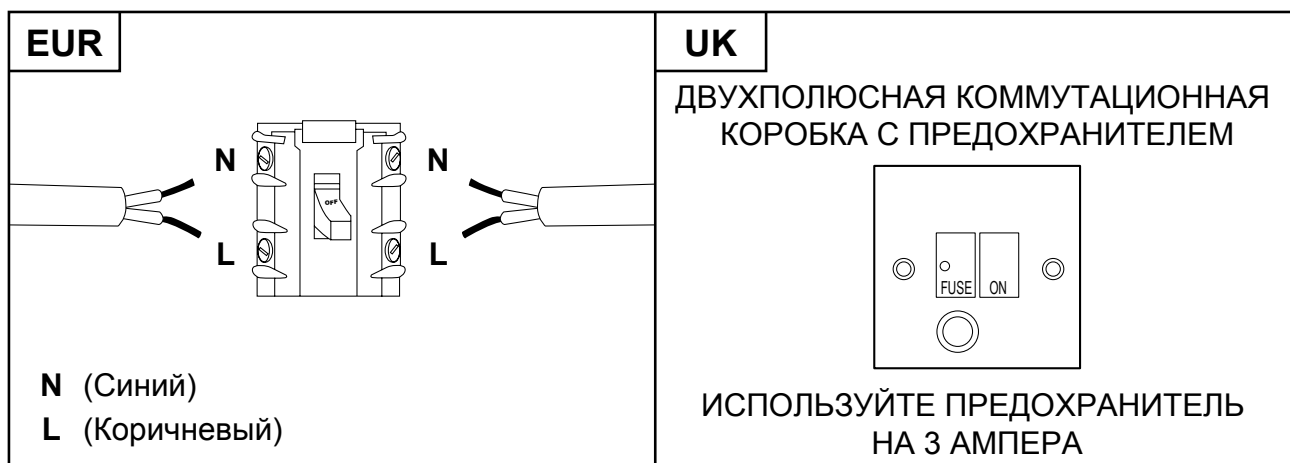 EUR
N
N
OFF
L
L
N (Синий)
L (Коричневый)
UK
ДВУХПОЛЮСНАЯ КОММУТАЦИОННАЯ
КОРОБКА С ПРЕДОХРАНИТЕЛЕМ
FUSE ON
ИСПОЛЬЗУЙТЕ ПРЕДОХРАНИТЕЛЬ
НА 3 АМПЕРА